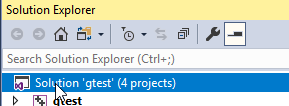 Solution Explorer
Search Solution Explorer (Ctrl+;)
Solution 'gtest' (4 projects)
gtest